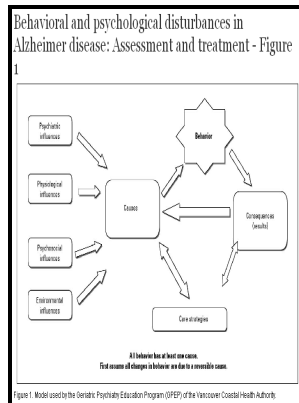 Behavioral and psychological disturbances in
Alzheimer disease: Assessment and treatment - Figure
1
Psychiatric
influences
Physiological
influences
Psychosocial
influences
Environmental
influences
Causes
Behavior
Consequences
(results)
Care strategies
All behavior has at least one cause.
First assume all changes in behavior are due to a reversible cause.
Figure 1. Model used by the Geriatric Psychiatry Education Program (GPEP) of the Vancouver Coastal Health Authority.